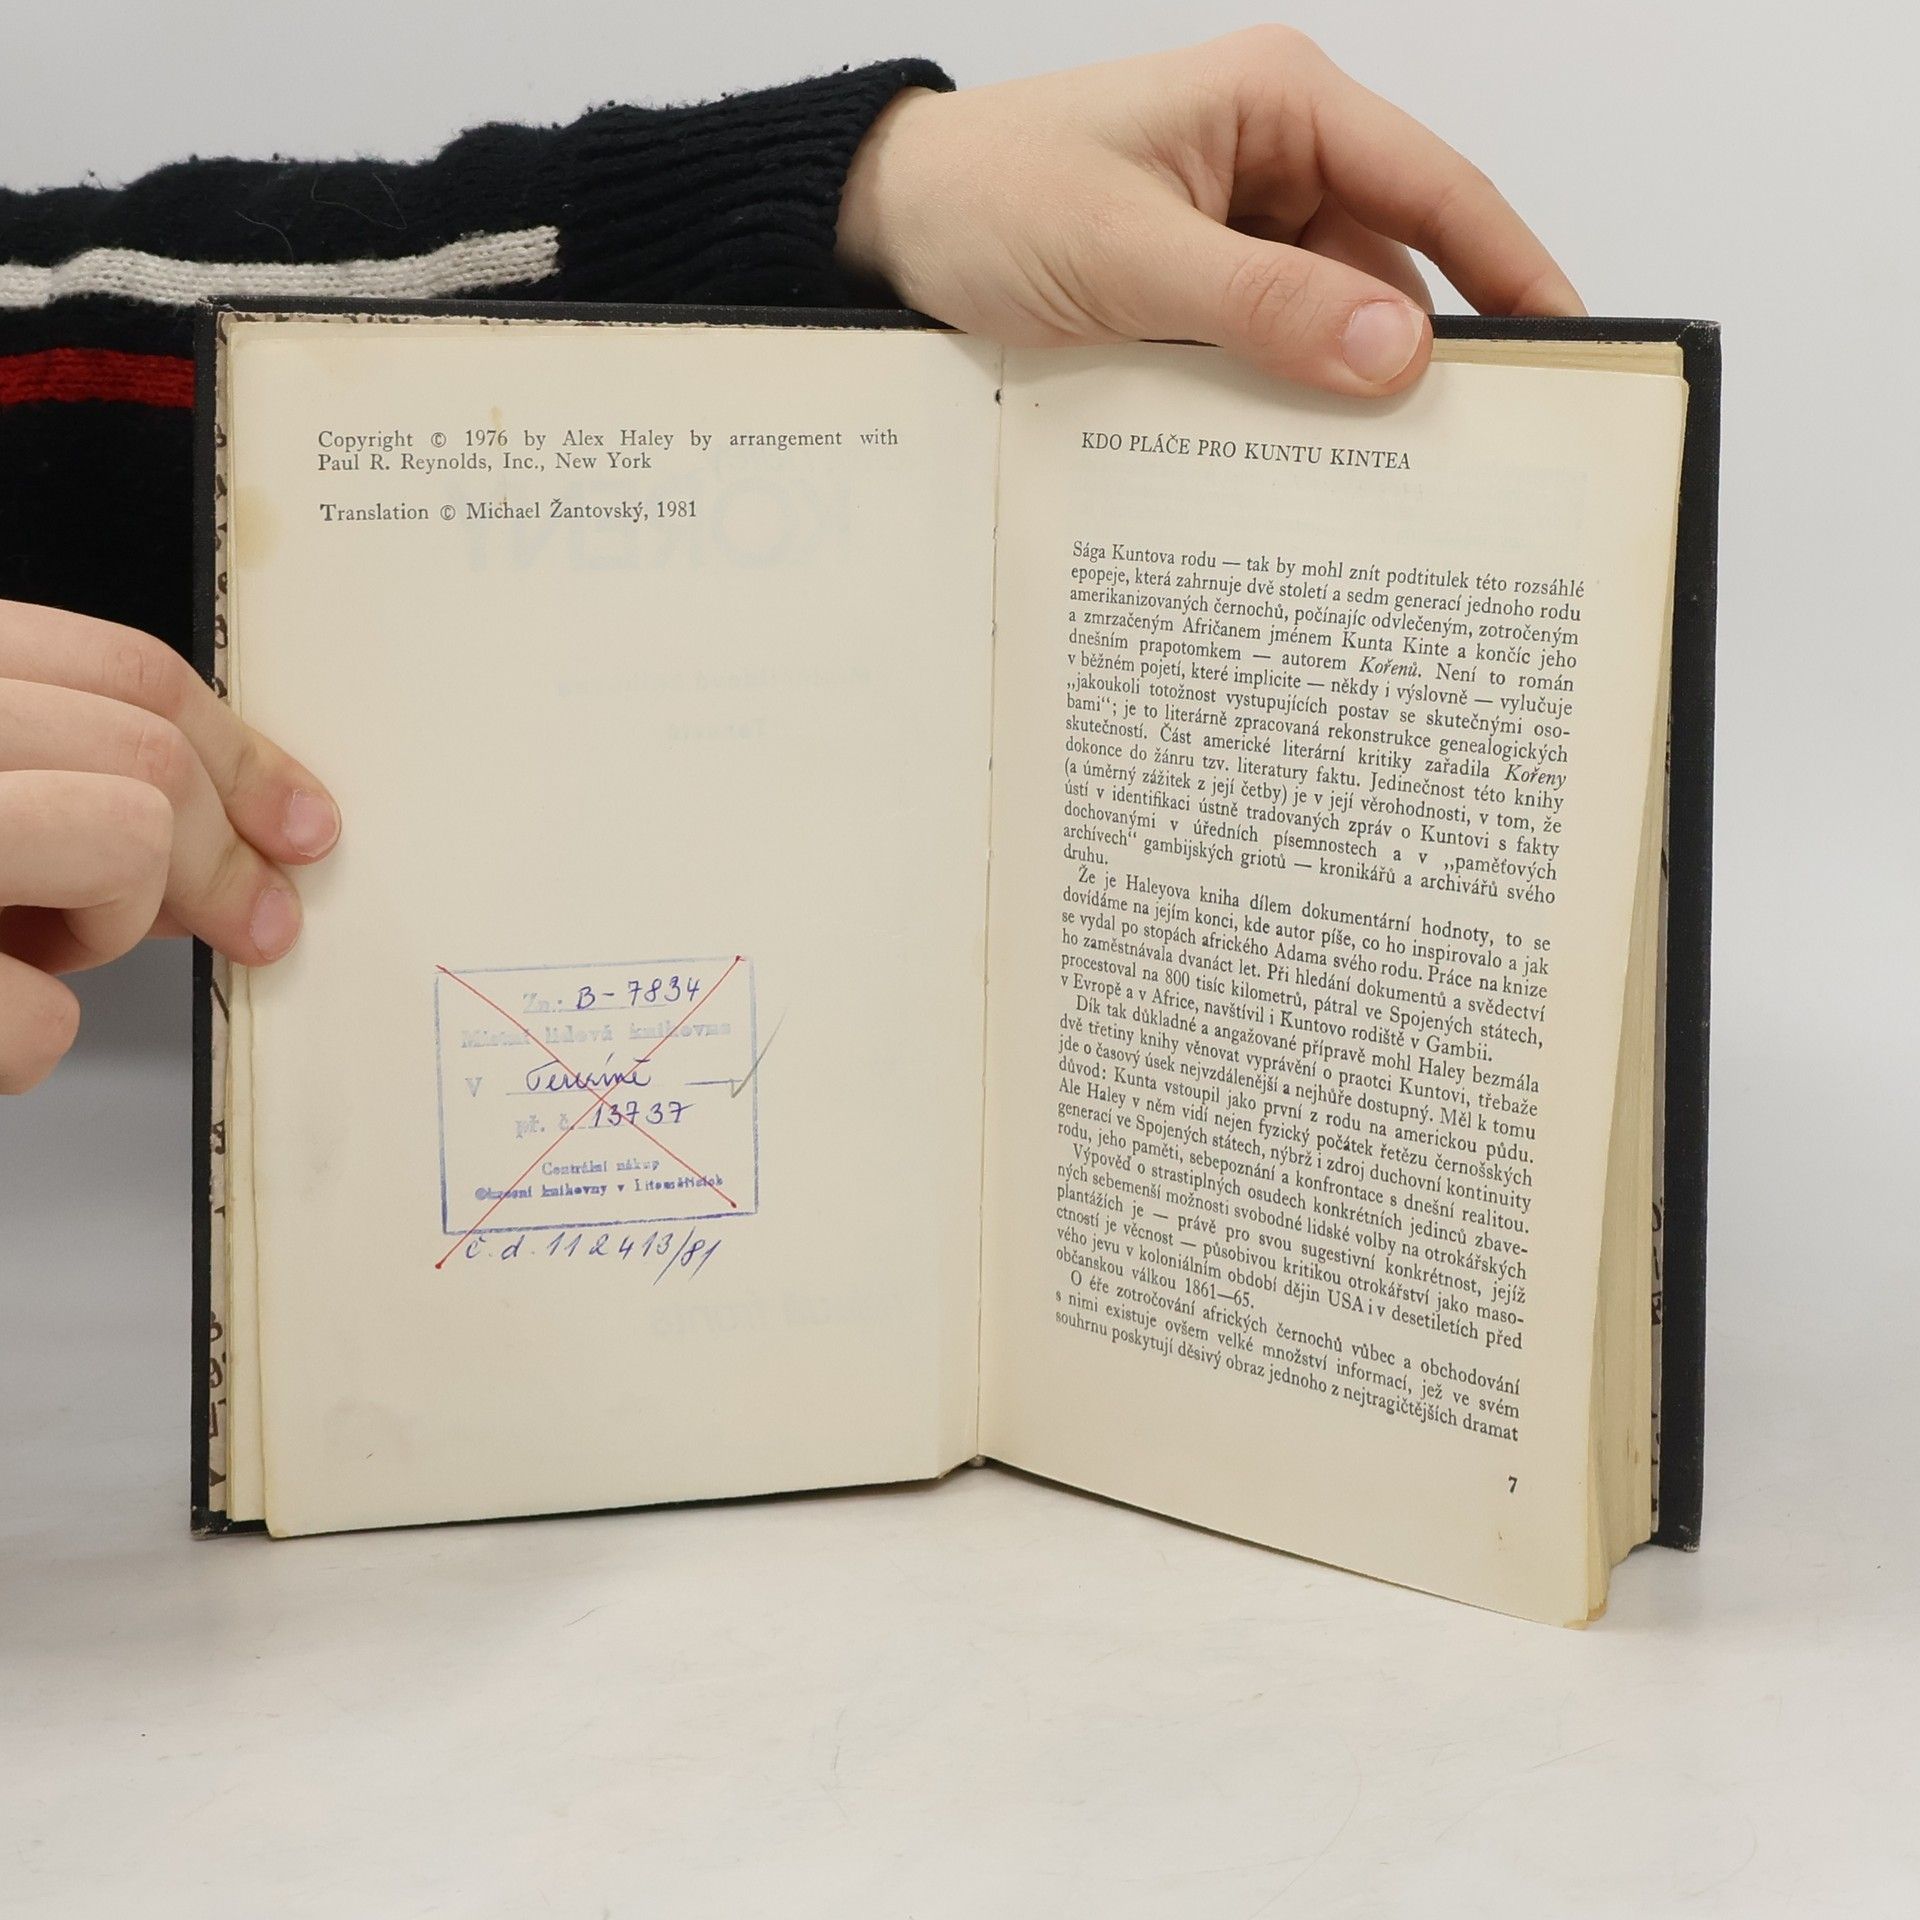 Copyright © 1976 by Alex Haley by arrangement with
Paul R. Reynolds, Inc., New York
Translation © Michael Žantovský, 1981
Zn.: B-7834
Místní lidová knihovna
V Terezíně
př. č. 13737
Centrální nákup
Okresní knihovny v Litoměřicích
č. d. 112413/81
KDO PLÁČE PRO KUNTU KINTEA
Sága Kuntova rodu — tak by mohl znít podtitulek této rozsáhlé
epopeje, která zahrnuje dvě století a sedm generací jednoho rodu
amerikanizovaných černochů, počínajíc odvlečeným, zotročeným
a zmrzačeným Afričanem jménem Kunta Kinte a končíc jeho
dnešním prapotomkem — autorem Kořenů. Není to román
v běžném pojetí, které implicite — někdy i výslovně — vylučuje
„jakoukoli totožnost vystupujících postav se skutečnými oso-
bami“; je to literárně zpracovaná rekonstrukce genealogických
skutečností. Část americké literární kritiky zařadila Kořeny
dokonce do žánru tzv. literatury faktu. Jedinečnost této knihy
(a úměrný zážitek z její četby) je v její věrohodnosti, v tom, že
ústí v identifikaci ústně tradovaných zpráv o Kuntovi s fakty
dochovanými v úředních písemnostech a v „paměťových
archívech“ gambijských griotů — kronikářů a archivářů svého
druhu.
Že je Haleyova kniha dílem dokumentární hodnoty, to se
dovídáme na jejím konci, kde autor píše, co ho inspirovalo a jak
se vydal po stopách afrického Adama svého rodu. Práce na knize
ho zaměstnávala dvanáct let. Při hledání dokumentů a svědectví
procestoval na 800 tisíc kilometrů, pátral ve Spojených státech,
v Evropě a v Africe, navštívil i Kuntovo rodiště v Gambii.
Dík tak důkladné a angažované přípravě mohl Haley bezmála
dvě třetiny knihy věnovat vyprávění o praotci Kuntovi, třebaže
jde o časový úsek nejvzdálenější a nejhůře dostupný. Měl k tomu
důvod: Kunta vstoupil jako první z rodu na americkou půdu.
Ale Haley v něm vidí nejen fyzický počátek řetězu černošských
generací ve Spojených státech, nýbrž i zdroj duchovní kontinuity
rodu, jeho paměti, sebepoznání a konfrontace s dnešní realitou.
Výpověď o strastiplných osudech konkrétních jedinců zbave-
ných sebemenší možnosti svobodné lidské volby na otrokářských
plantážích je — právě pro svou sugestivní konkrétnost, jejíž
ctností je věcnost — působivou kritikou otrokářství jako maso-
vého jevu v koloniálním období dějin USA i v desetiletích před
občanskou válkou 1861—65.
O éře zotročování afrických černochů vůbec a obchodování
s nimi existuje ovšem velké množství informací, jež ve svém
souhrnu poskytují děsivý obraz jednoho z nejtragičtějších dramat
7